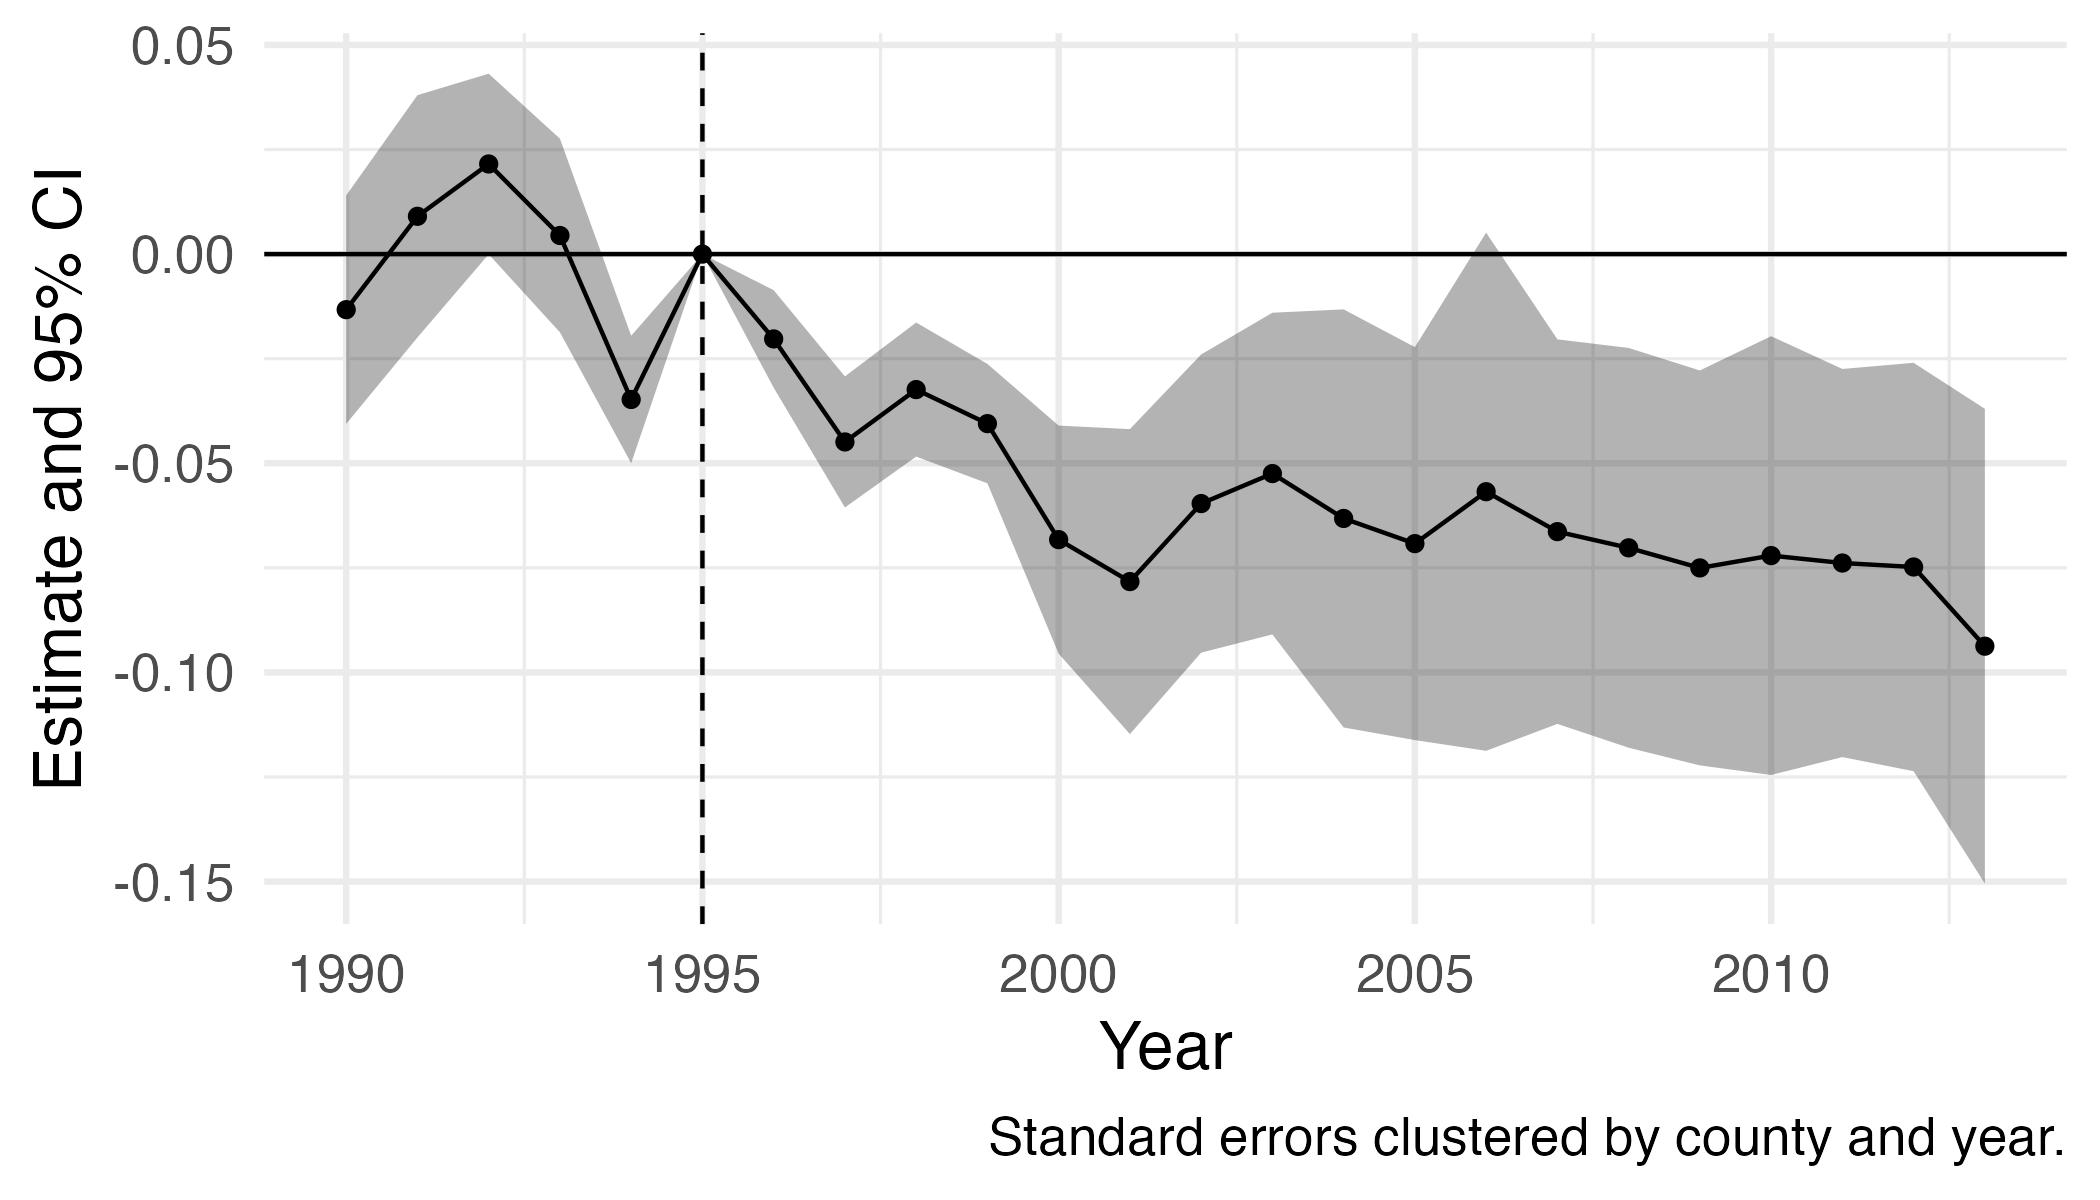 Estimate and 95% CI
0.05
0.00
-0.05
-0.10
-0.15
1990 1995 2000 2005 2010
Year
Standard errors clustered by county and year.